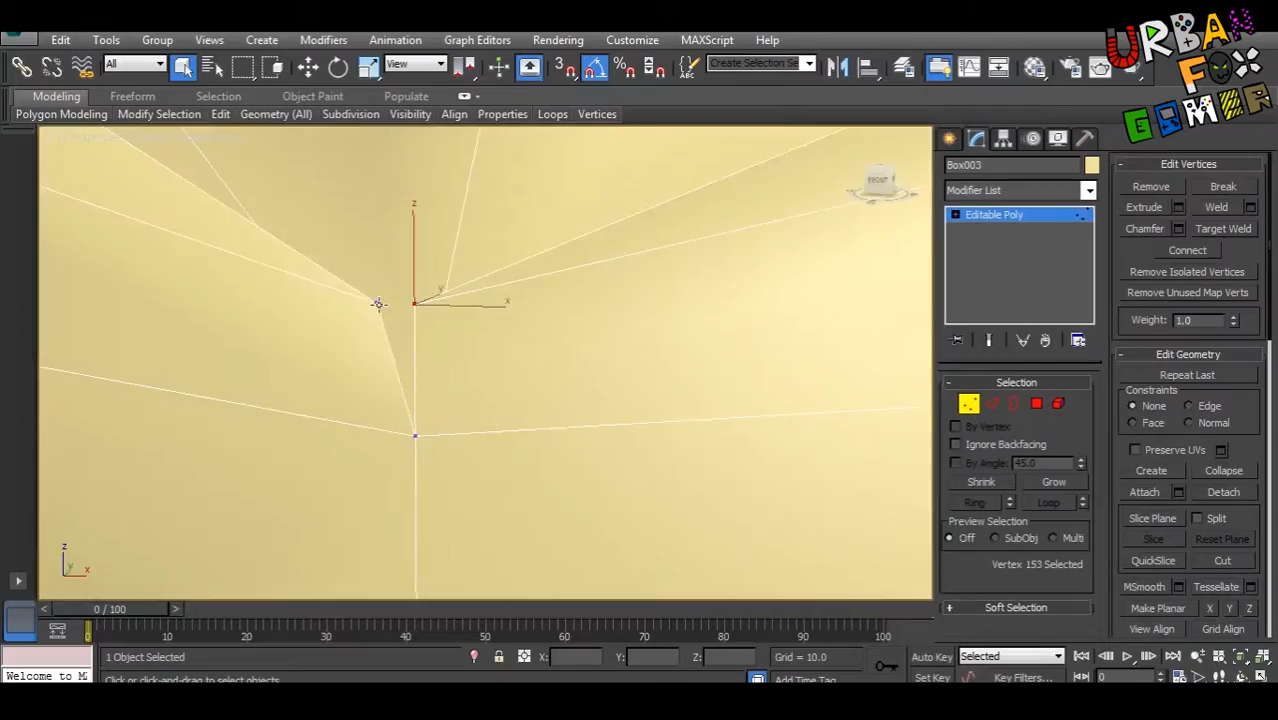 Edit Tools Group Views Create Modifiers Animation Graph Editors Rendering Customize MAXScript Help
URBAN FOX GAMER
All View 3 % ABC Create Selection Se
Modeling Freeform Selection Object Paint Populate
Polygon Modeling Modify Selection Edit Geometry (All) Subdivision Visibility Align Properties Loops Vertices
FRONT
z
y
x
z
y
x
Box003
Modifier List
Editable Poly
Selection
By Vertex
Ignore Backfacing
By Angle: 45.0
Shrink Grow
Ring Loop
Preview Selection
Off SubObj Multi
Vertex 153 Selected
Soft Selection
Edit Vertices
Remove Break
Extrude Weld
Chamfer Target Weld
Connect
Remove Isolated Vertices
Remove Unused Map Verts
Weight: 1.0
Edit Geometry
Repeat Last
Constraints
None Edge
Face Normal
Preserve UVs
Create Collapse
Attach Detach
Slice Plane Split
Slice Reset Plane
QuickSlice Cut
MSmooth Tessellate
Make Planar X Y Z
View Align Grid Align
< 0 / 100 >
0 10 20 30 40 50 60 70 80 90 100
1 Object Selected X: Y: Z: Grid = 10.0 Auto Key Selected
Welcome to M Click or click-and-drag to select objects Add Time Tag Set Key Key Filters... 0